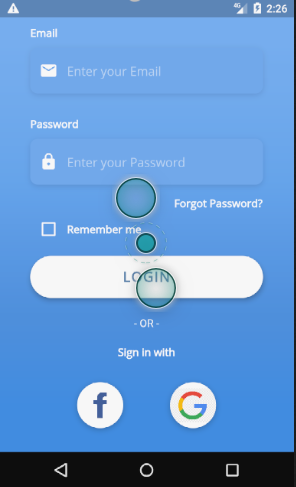 4G 2:26
Email
Enter your Email
Password
Enter your Password
Forgot Password?
Remember me
LOGIN
- OR -
Sign in with
f G